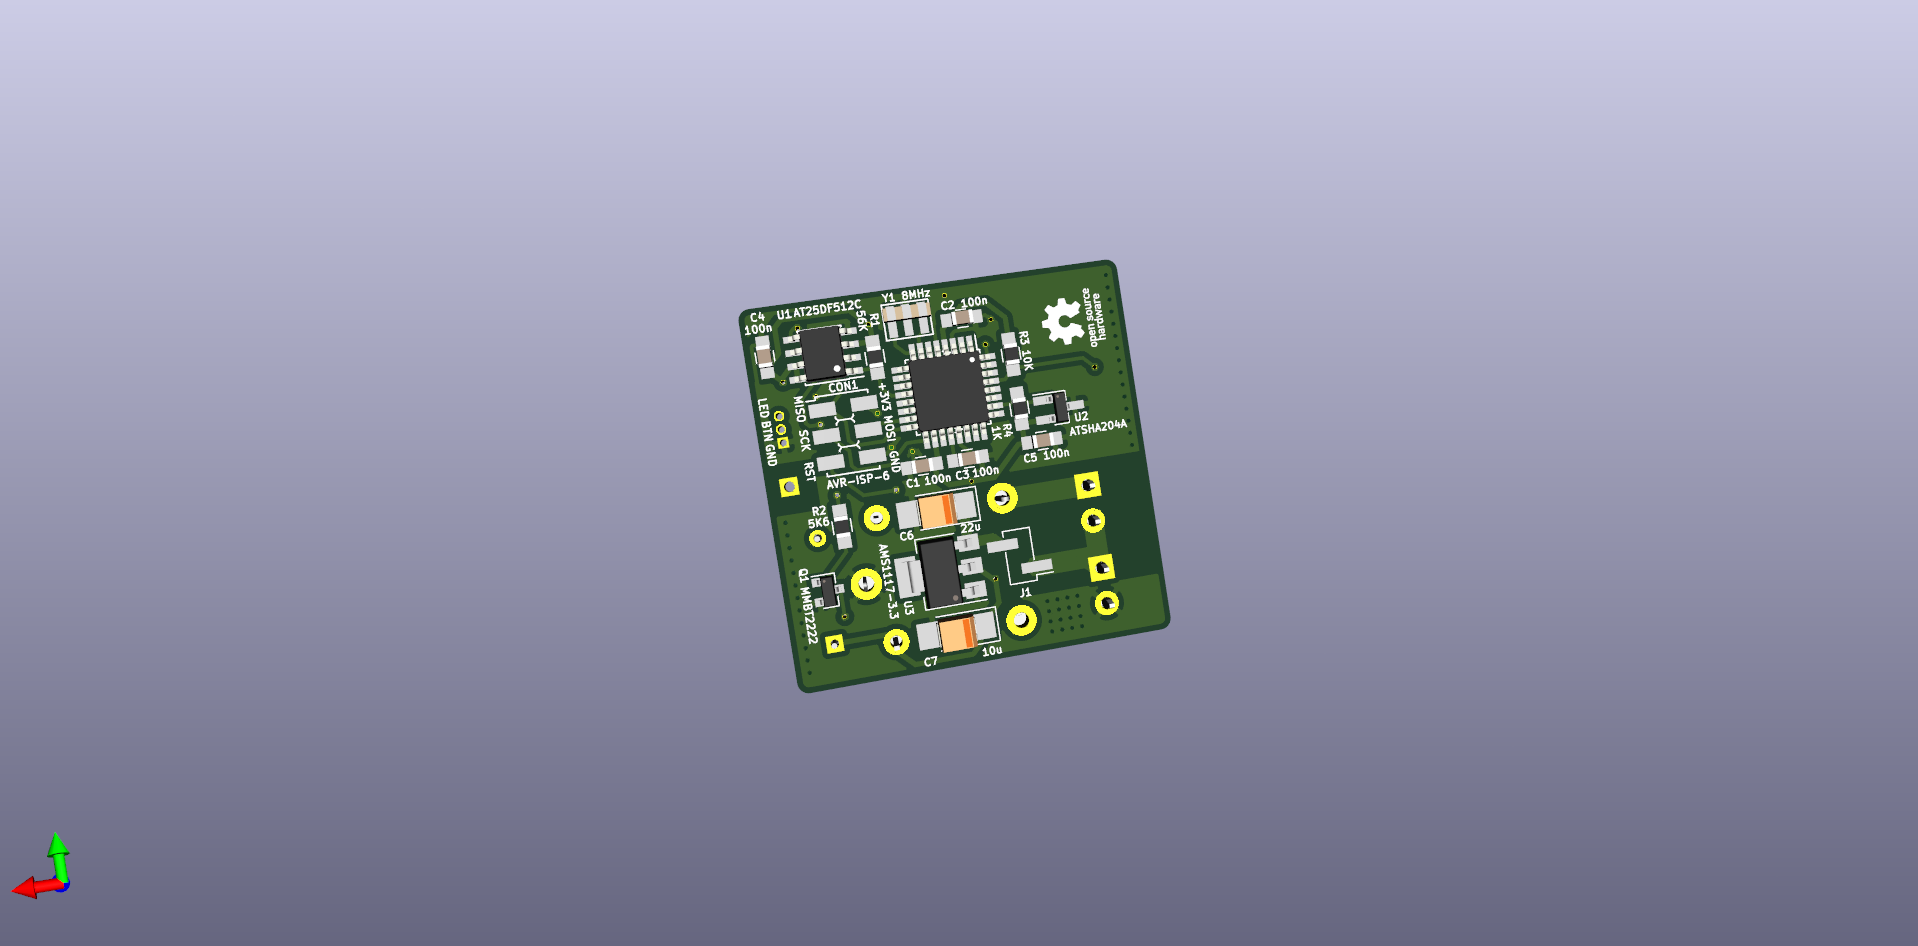 C4
100n
U1 AT25DF512C
56K
R1
Y1 8MHz
C2 100n
open source
hardware
R3 10K
CON1
+3V3 MOSI GND
MISO SCK RST
LED BTN GND
AVR-ISP-6
1K
R4
U2
ATSHA204A
C5 100n
C1 100n
C3 100n
R2
5K6
C6
22u
AMS1117-3.3
U3
Q1 MMBT2222
J1
C7
10u